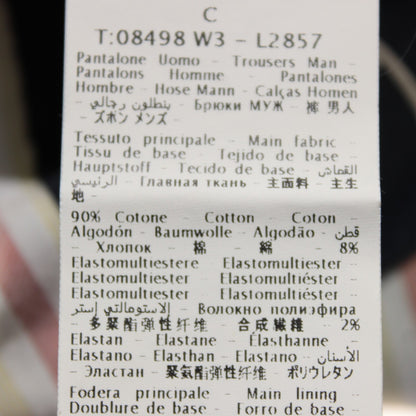 C
T:08498 W3 - L2857
Pantalone Uomo - Trousers Man -
Pantalons Homme - Pantalones
Hombre - Hose Mann - Calças Homen
- بنطلون رجالي - Брюки МУЖ - 裤 男人
- ズボン メンズ -
Tessuto principale - Main fabric -
Tissu de base - Tejido de base -
Hauptstoff - Tecido de base - القماش
الرئيسي - Главная ткань - 主面料 - 主生
地 -
90% Cotone - Cotton - Coton -
Algodón - Baumwolle - Algodão - قطن
- Хлопок - 棉 - 綿 - 8%
Elastomultiestere Elastomultiester -
Elastomultiester - Elastomultiéster -
Elastomultiester - Elastomultiéster -
الاستومالتي إستر - Волокно полиэфира
- 多聚酯弹性纤维 - 合成繊維 - 2%
Elastan - Elastane - Élasthanne -
Elastano - Elasthan - Elastano - الأستان
- Эластан - 聚氨酯弹性纤维 - ポリウレタン
Fodera principale - Main lining -
Doublure de base - Forro de base